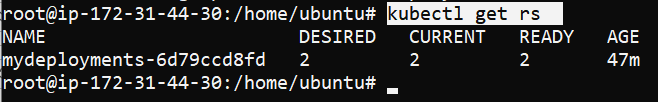 root@ip-172-31-44-30:/home/ubuntu# kubectl get rs
NAME DESIRED CURRENT READY AGE
mydeployments-6d79ccd8fd 2 2 2 47m
root@ip-172-31-44-30:/home/ubuntu#